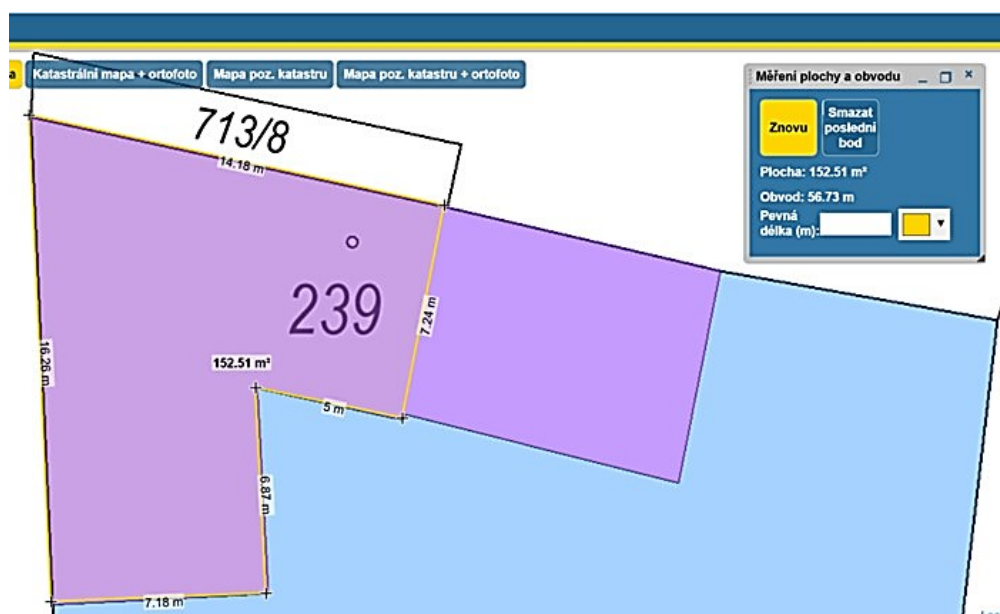 a
Katastrální mapa + ortofoto
Mapa poz. katastru
Mapa poz. katastru + ortofoto
Měření plochy a obvodu
Znovu
Smazat
poslední
bod
Plocha: 152.51 m²
Obvod: 56.73 m
Pevná
délka (m):
713/8
14.18 m
239
7.24 m
152.51 m²
16.26 m
5 m
6.87 m
7.18 m